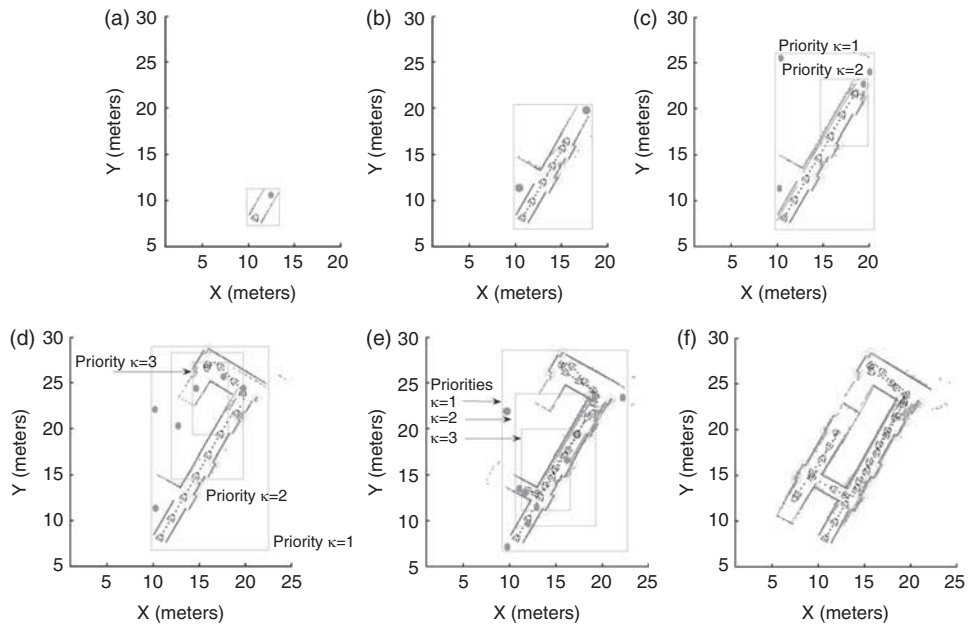 (a)
30
25
20
15
10
5
Y (meters)
5 10 15 20
X (meters)
(b)
30
25
20
15
10
5
Y (meters)
5 10 15 20
X (meters)
(c)
30
25
20
15
10
5
Y (meters)
Priority κ=1
Priority κ=2
5 10 15 20
X (meters)
(d)
30
25
20
15
10
5
Y (meters)
Priority κ=3
Priority κ=2
Priority κ=1
5 10 15 20 25
X (meters)
(e)
30
25
20
15
10
5
Y (meters)
Priorities
κ=1
κ=2
κ=3
5 10 15 20 25
X (meters)
(f)
30
25
20
15
10
5
Y (meters)
5 10 15 20 25
X (meters)